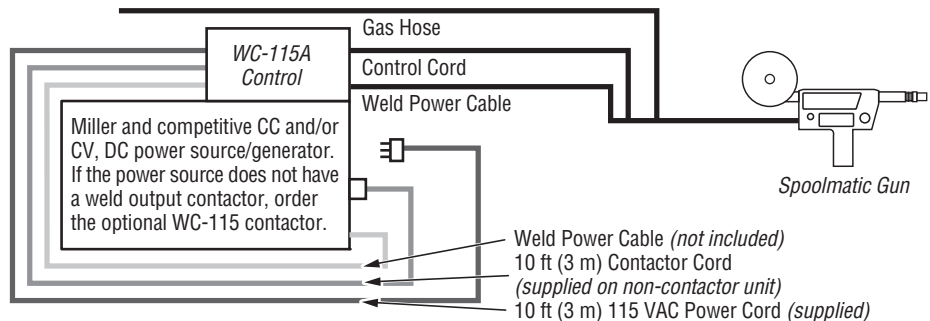 Gas Hose
WC-115A
Control
Control Cord
Weld Power Cable
Miller and competitive CC and/or
CV, DC power source/generator.
If the power source does not have
a weld output contactor, order
the optional WC-115 contactor.
Spoolmatic Gun
Weld Power Cable (not included)
10 ft (3 m) Contactor Cord
(supplied on non-contactor unit)
10 ft (3 m) 115 VAC Power Cord (supplied)